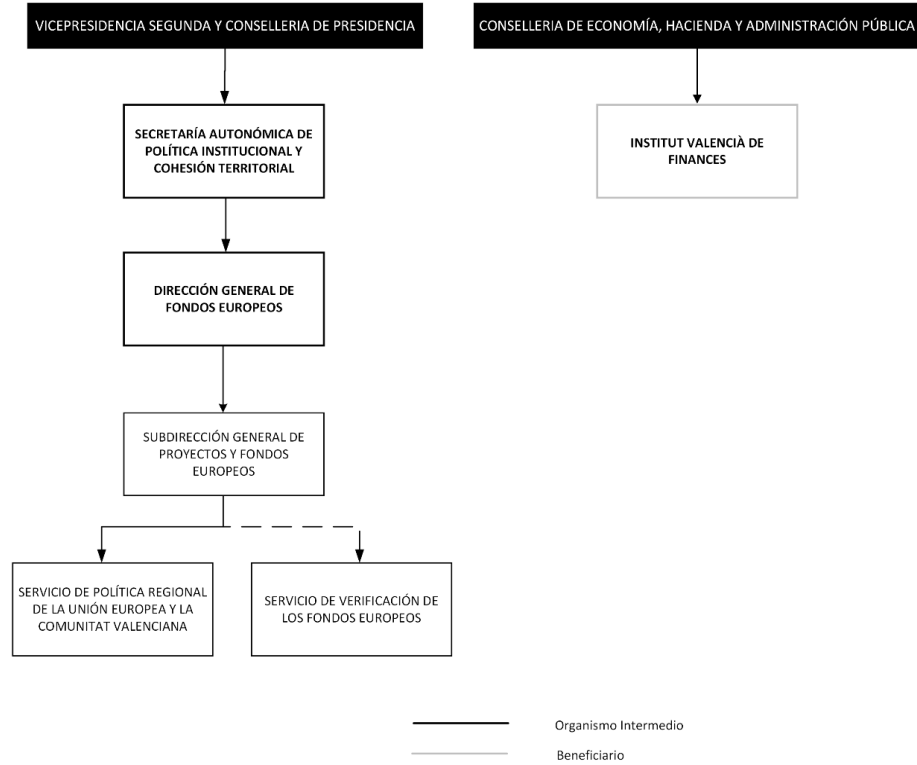 VICEPRESIDENCIA SEGUNDA Y CONSELLERIA DE PRESIDENCIA
CONSELLERIA DE ECONOMÍA, HACIENDA Y ADMINISTRACIÓN PÚBLICA
SECRETARÍA AUTONÓMICA DE
POLÍTICA INSTITUCIONAL Y
COHESIÓN TERRITORIAL
INSTITUT VALENCIÀ DE
FINANCES
DIRECCIÓN GENERAL DE
FONDOS EUROPEOS
SUBDIRECCIÓN GENERAL DE
PROYECTOS Y FONDOS
EUROPEOS
SERVICIO DE POLÍTICA REGIONAL
DE LA UNIÓN EUROPEA Y LA
COMUNITAT VALENCIANA
SERVICIO DE VERIFICACIÓN DE
LOS FONDOS EUROPEOS
Organismo Intermedio
Beneficiario